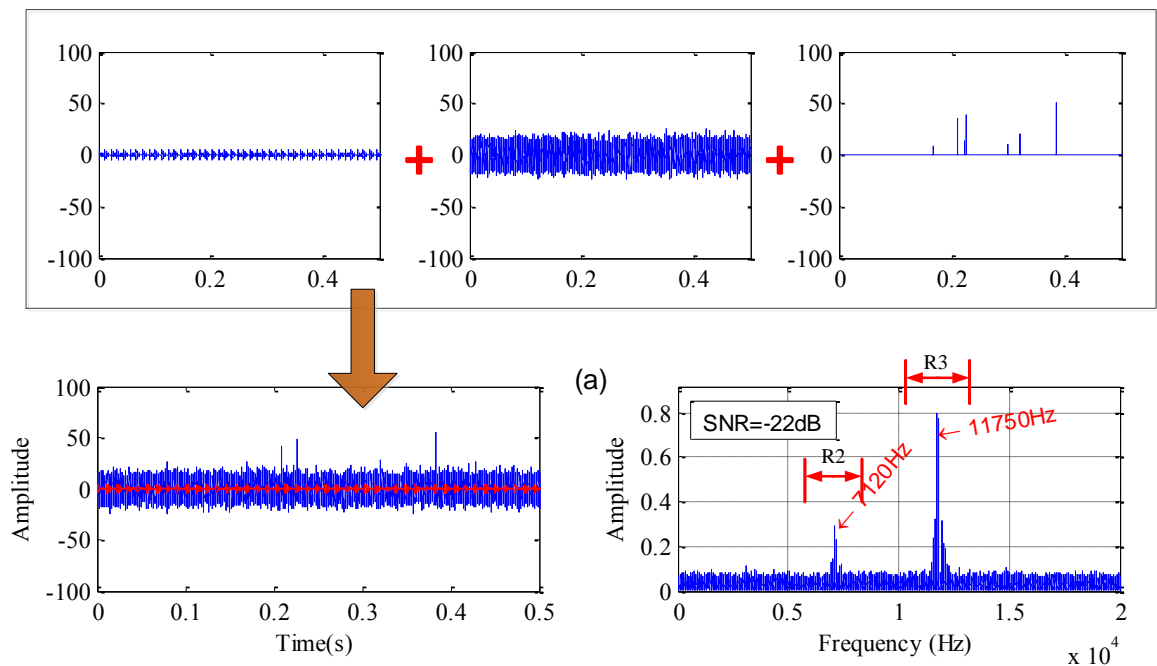 100
50
0
-50
-100
0 0.2 0.4
+
100
50
0
-50
-100
0 0.2 0.4
+
100
50
0
-50
-100
0 0.2 0.4
Amplitude
100
50
0
-50
-100
0 0.1 0.2 0.3 0.4 0.5
Time(s)
(a)
R3
SNR=-22dB
← 11750Hz
R2
← 7120Hz
Amplitude
0.8
0.6
0.4
0.2
0
0 0.5 1 1.5 2
Frequency (Hz)
x 10^4